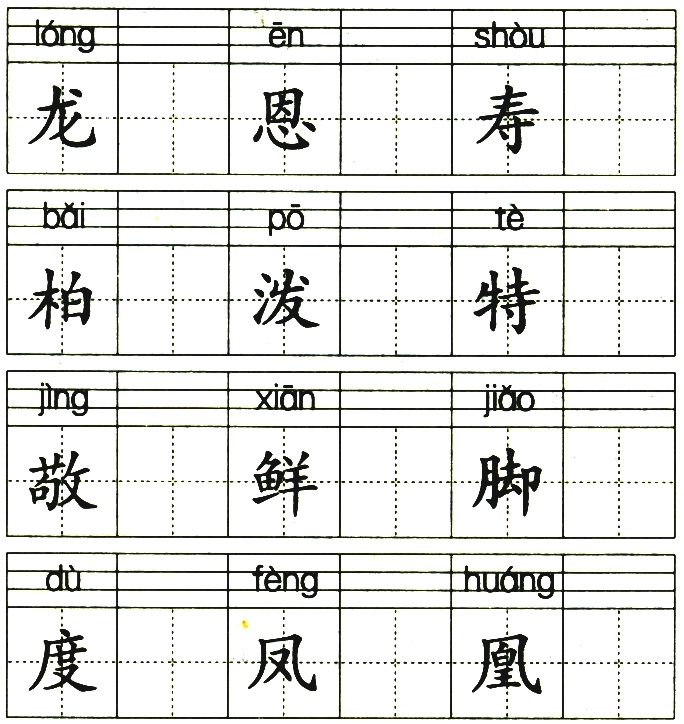 lóng ēn shòu
龙 恩 寿
bǎi pō tè
柏 泼 特
jìng xiān jiǎo
敬 鲜 脚
dù fèng huáng
度 凤 凰